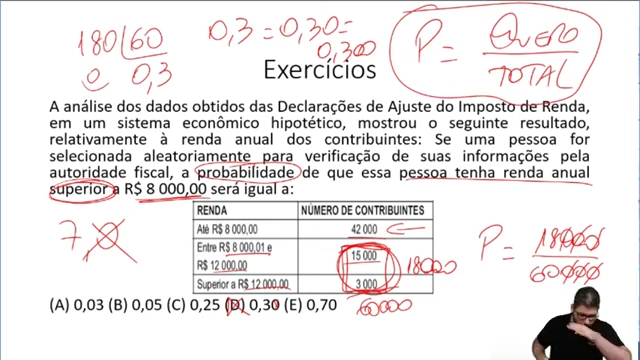 180 | 60
0 0,3
0,3 = 0,30 =
0,300
P = QUERO
TOTAL
Exercícios
A análise dos dados obtidos das Declarações de Ajuste do Imposto de Renda,
em um sistema econômico hipotético, mostrou o seguinte resultado,
relativamente à renda anual dos contribuintes: Se uma pessoa for
selecionada aleatoriamente para verificação de suas informações pela
autoridade fiscal, a probabilidade de que essa pessoa tenha renda anual
superior a R$ 8 000,00 será igual a:
RENDA NÚMERO DE CONTRIBUINTES
Até R$ 8 000,00 42 000
Entre R$ 8 000,01 e
R$ 12 000,00 15 000
18000
Superior a R$ 12.000,00 3 000
60000
P = 18000
60000
(A) 0,03 (B) 0,05 (C) 0,25 (D) 0,30 (E) 0,70